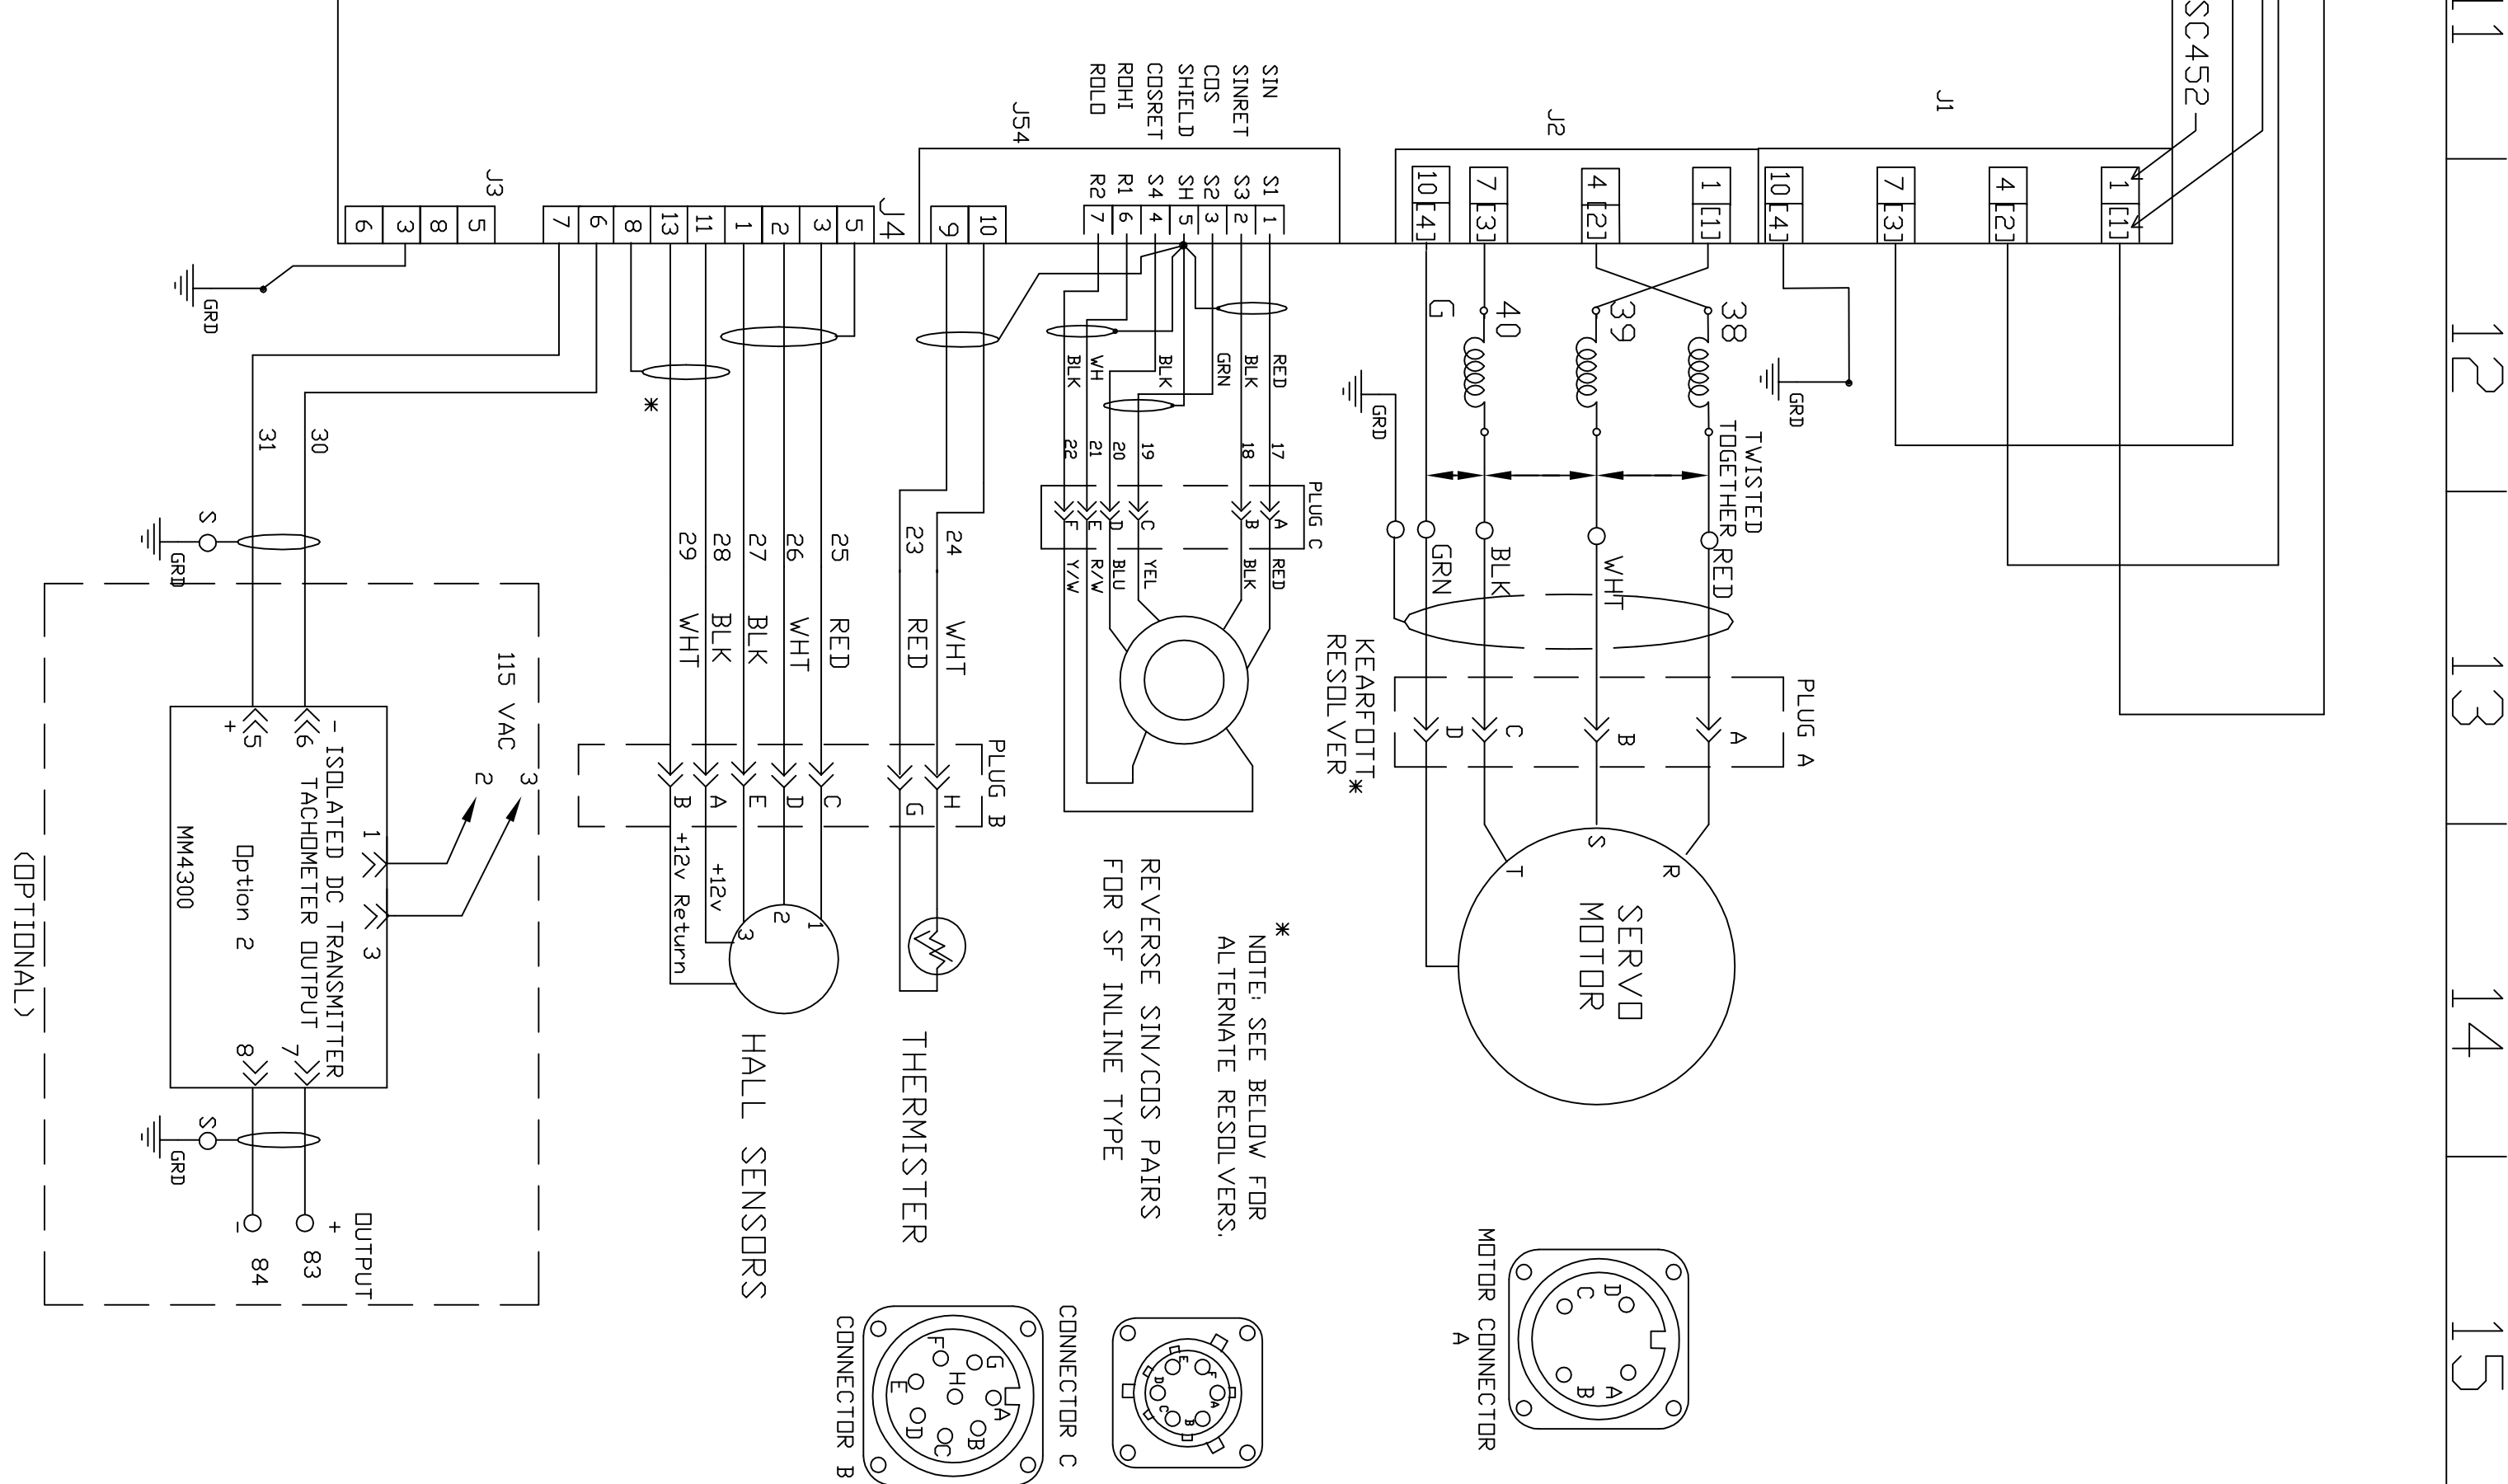 11
12
13
14
15
SC452
J1
1
[1]
4
[2]
7
[3]
10
[4]
GRD
J2
1
[1]
4
[2]
7
[3]
10
[4]
38
39
40
G
GRD
TWISTED
TOGETHER
RED
WHT
BLK
GRN
PLUG A
A
B
C
D
R
S
T
SERVO
MOTOR
MOTOR CONNECTOR
A
D
C
B
A
SIN
SINRET
COS
SHIELD
COSRET
ROHI
ROLO
J54
S1
S3
S2
SH
S4
R1
R2
1
2
3
5
4
6
7
10
9
RED
BLK
GRN
BLK
WH
BLK
17
18
19
20
21
22
PLUG C
A
B
C
D
E
F
RED
BLK
YEL
BLU
R/W
Y/W
KEARFOTT
RESOLVER
*
*
NOTE: SEE BELOW FOR
ALTERNATE RESOLVERS.
REVERSE SIN/COS PAIRS
FOR SF INLINE TYPE
CONNECTOR C
E
F
D
A
C
B
24
23
WHT
RED
PLUG B
H
G
THERMISTER
J4
5
3
2
1
11
13
8
6
7
*
25
26
27
28
29
RED
WHT
BLK
BLK
WHT
C
D
E
A
B
+12v
+12v Return
1
2
3
HALL SENSORS
CONNECTOR B
F
G
H
E
A
D
C
B
J3
5
8
3
6
GRD
30
31
S
GRD
115 VAC
3
2
-
6
+
5
ISOLATED DC TRANSMITTER
TACHOMETER OUTPUT
Option 2
MM4300
1
3
7
8
S
GRD
OUTPUT
+
83
-
84
(OPTIONAL)